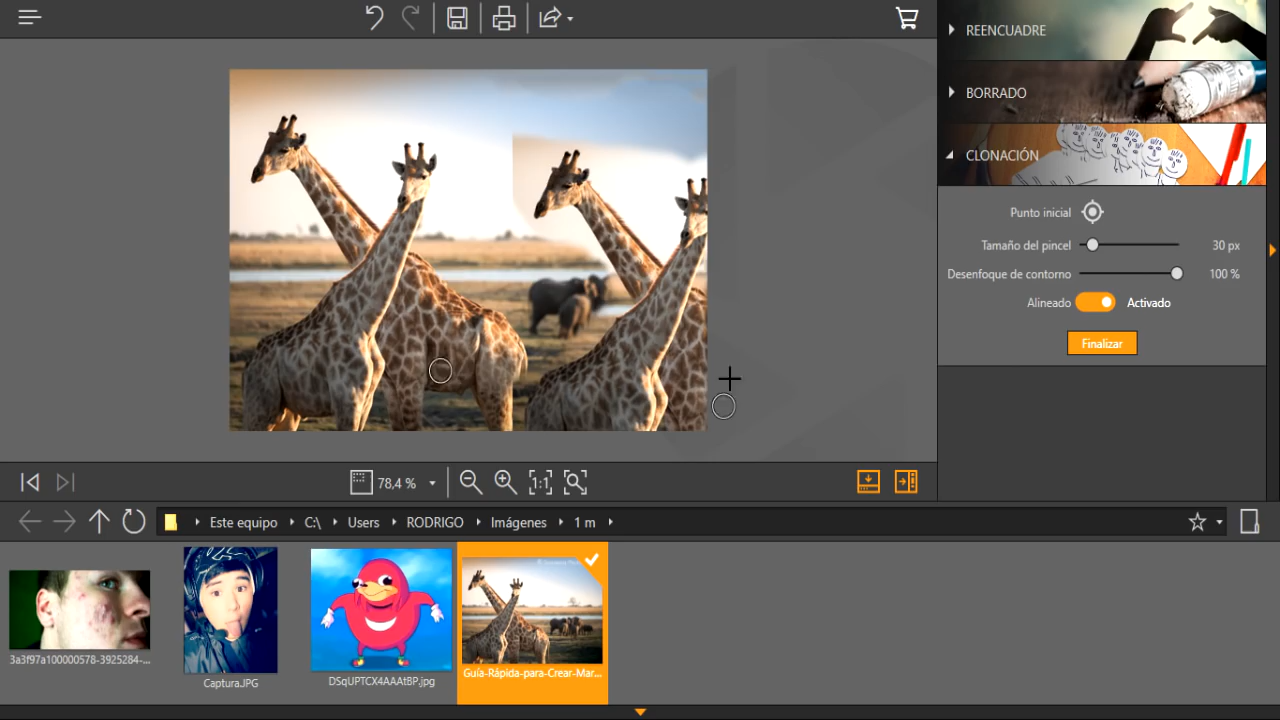 REENCUADRE
BORRADO
CLONACIÓN
Punto inicial
Tamaño del pincel 30 px
Desenfoque de contorno 100 %
Alineado Activado
Finalizar
78,4 % 1:1
Este equipo C:\ Users RODRIGO Imágenes 1 m
3a3f97a100000578-3925284-...
Captura.JPG
DSqUPTCX4AAAtBP.jpg
Guía-Rápida-para-Crear-Mar...